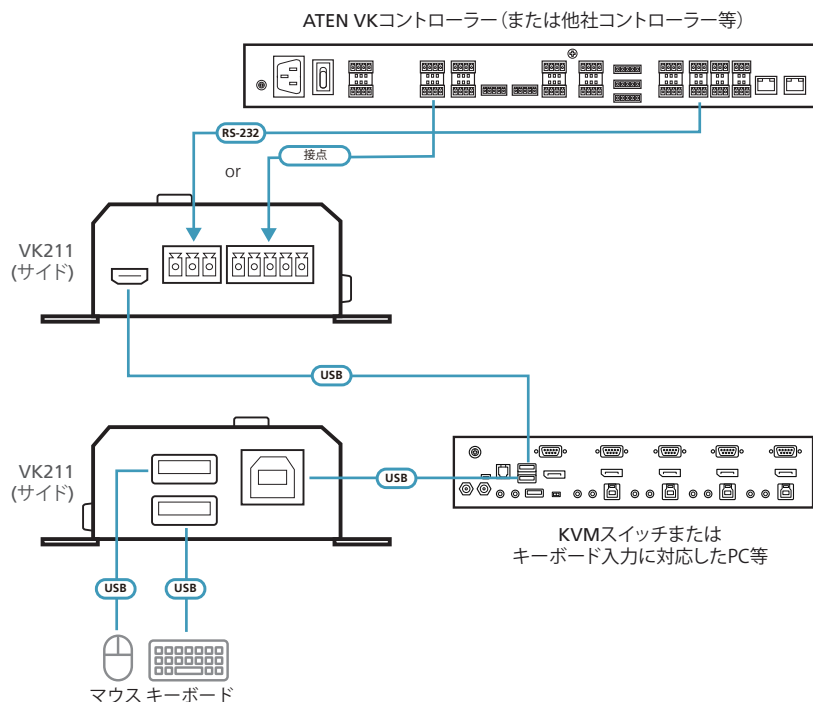 ATEN VKコントローラー（または他社コントローラー等）
RS-232
接点
or
VK211
(サイド)
USB
VK211
(サイド)
USB
KVMスイッチまたは
キーボード入力に対応したPC等
USB
USB
マウス キーボード